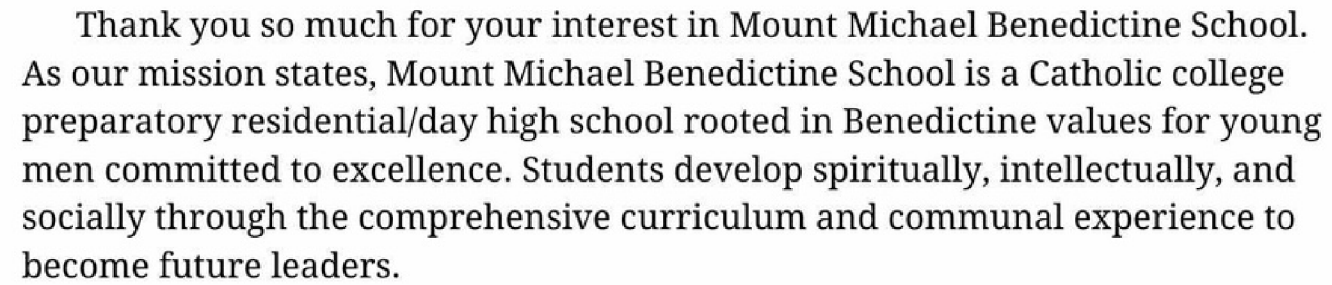 Thank you so much for your interest in Mount Michael Benedictine School.
As our mission states, Mount Michael Benedictine School is a Catholic college
preparatory residential/day high school rooted in Benedictine values for young
men committed to excellence. Students develop spiritually, intellectually, and
socially through the comprehensive curriculum and communal experience to
become future leaders.